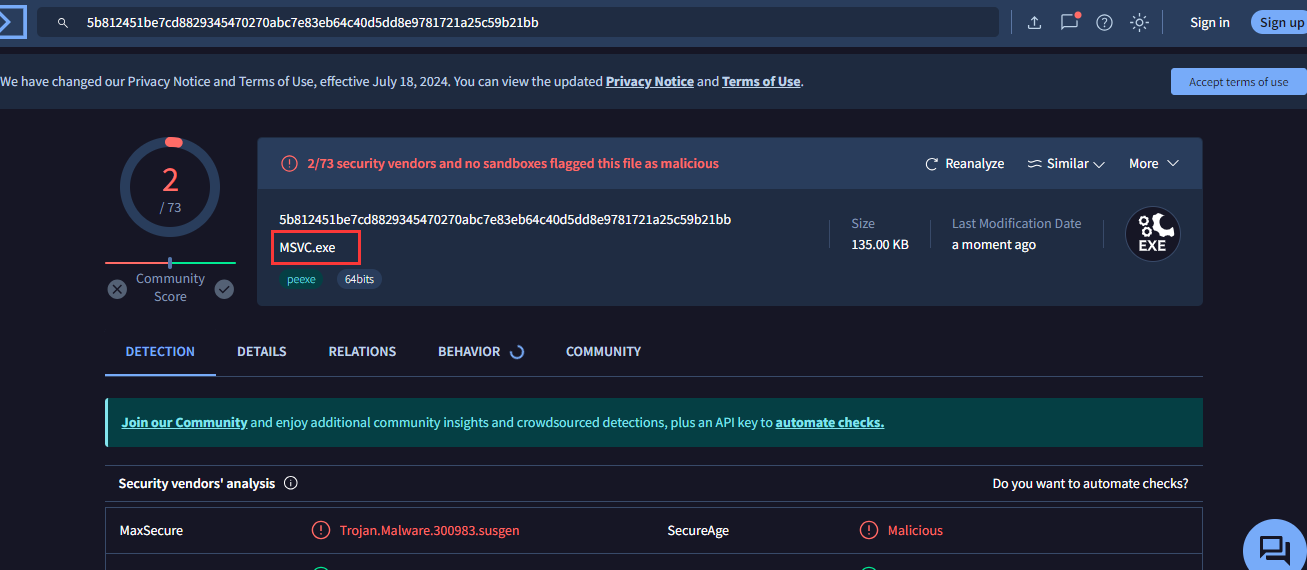 5b812451be7cd8829345470270abc7e83eb64c40d5dd8e9781721a25c59b21bb
Sign in
Sign up
We have changed our Privacy Notice and Terms of Use, effective July 18, 2024. You can view the updated Privacy Notice and Terms of Use.
Accept terms of use
2
/ 73
Community
Score
2/73 security vendors and no sandboxes flagged this file as malicious
Reanalyze
Similar
More
5b812451be7cd8829345470270abc7e83eb64c40d5dd8e9781721a25c59b21bb
MSVC.exe
peexe
64bits
Size
135.00 KB
Last Modification Date
a moment ago
EXE
DETECTION
DETAILS
RELATIONS
BEHAVIOR
COMMUNITY
Join our Community and enjoy additional community insights and crowdsourced detections, plus an API key to automate checks.
Security vendors' analysis
Do you want to automate checks?
MaxSecure
Trojan.Malware.300983.susgen
SecureAge
Malicious